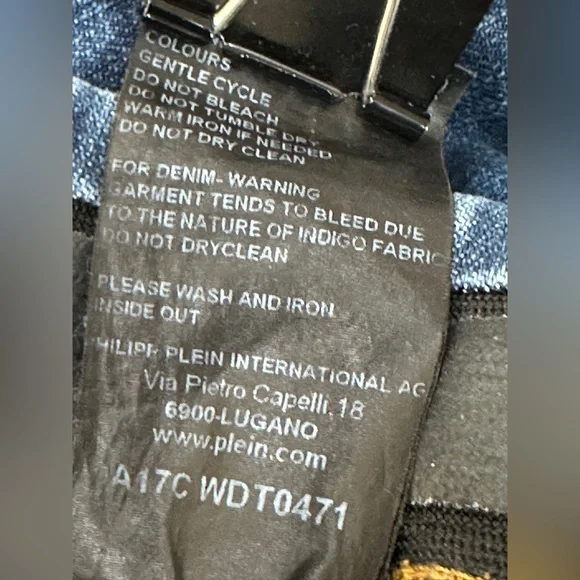 COLOURS
GENTLE CYCLE
DO NOT BLEACH
DO NOT TUMBLE DRY
WARM IRON IF NEEDED
DO NOT DRY CLEAN
FOR DENIM- WARNING
GARMENT TENDS TO BLEED DUE
TO THE NATURE OF INDIGO FABRIC
DO NOT DRYCLEAN
PLEASE WASH AND IRON
INSIDE OUT
HILIPP PLEIN INTERNATIONAL AG
Via Pietro Capelli, 18
6900-LUGANO
www.plein.com
A17C WDT0471